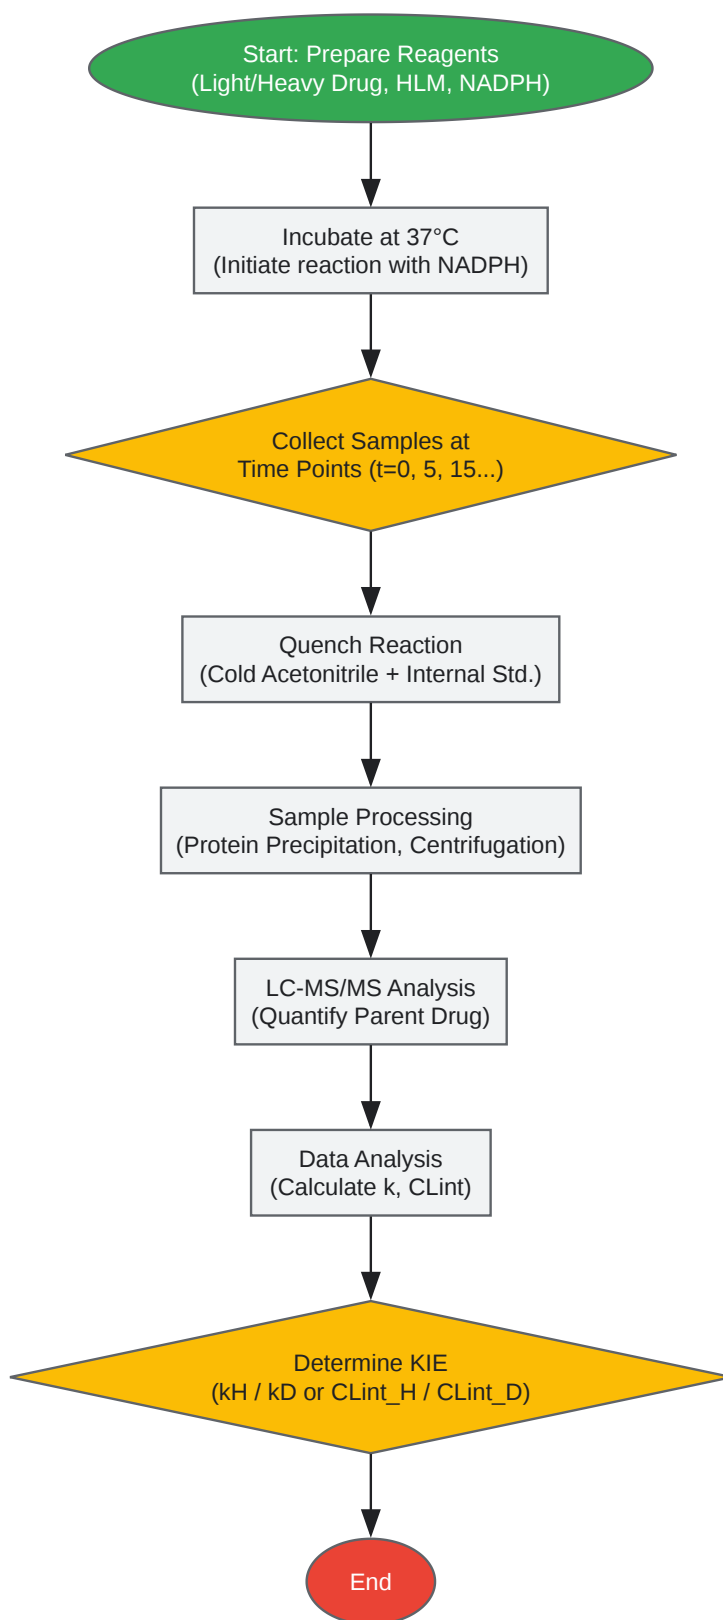 Start: Prepare Reagents
(Light/Heavy Drug, HLM, NADPH)
Incubate at 37°C
(Initiate reaction with NADPH)
Collect Samples at
Time Points (t=0, 5, 15...)
Quench Reaction
(Cold Acetonitrile + Internal Std.)
Sample Processing
(Protein Precipitation, Centrifugation)
LC-MS/MS Analysis
(Quantify Parent Drug)
Data Analysis
(Calculate k, CLint)
Determine KIE
(kH / kD or CLint_H / CLint_D)
End